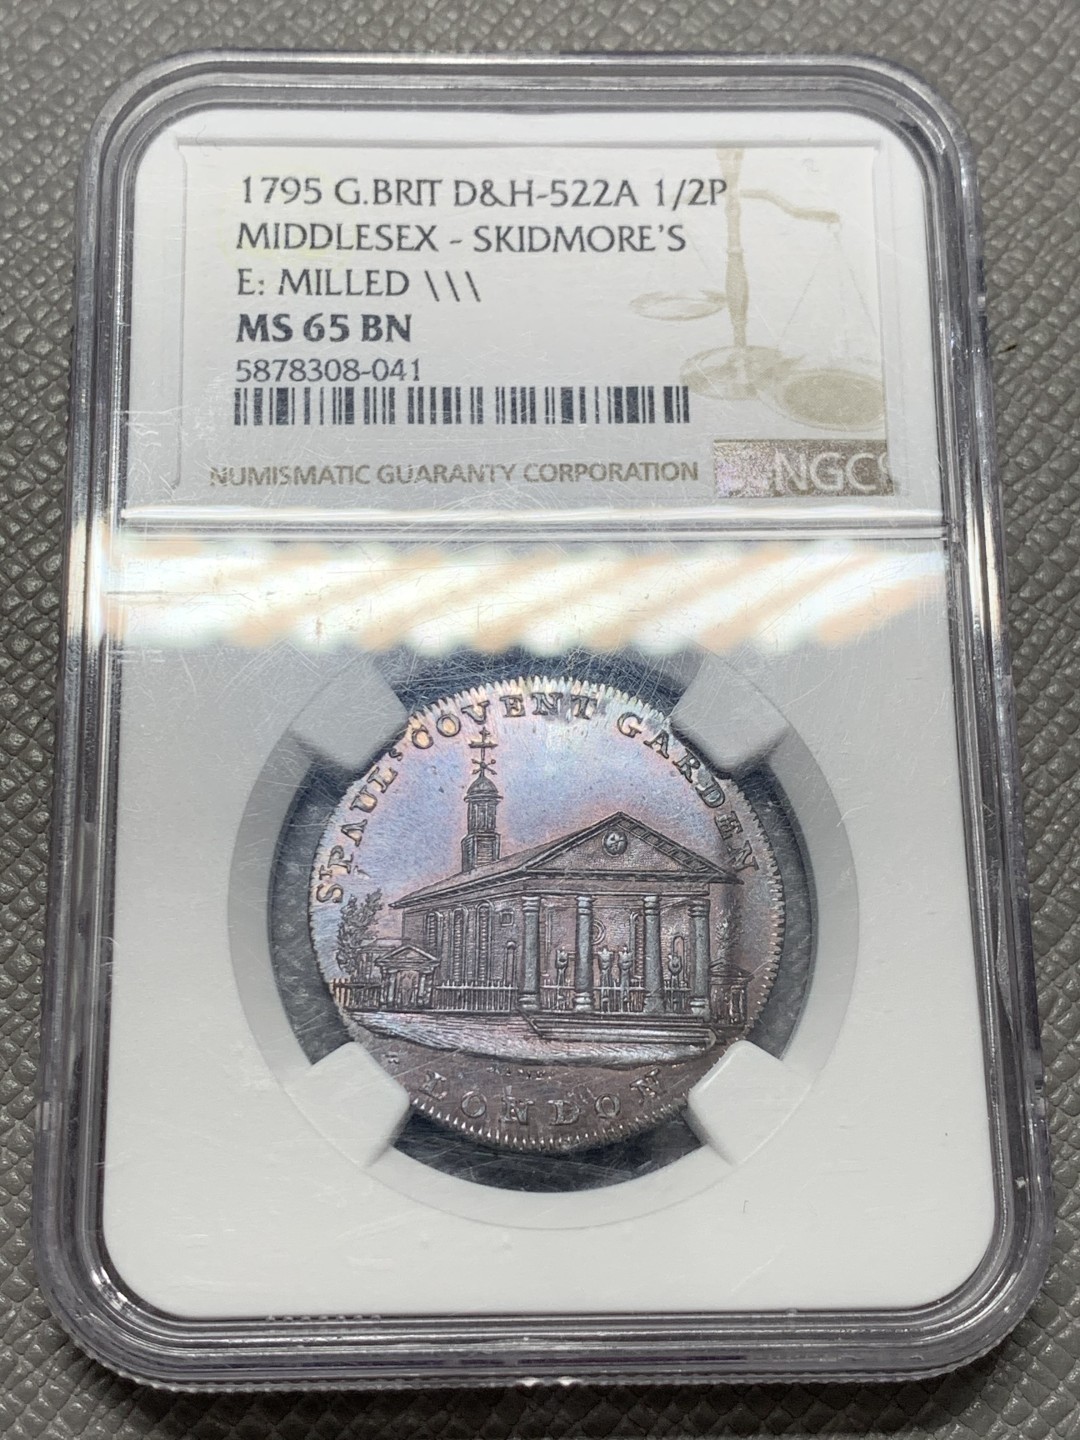 1795 G.BRIT D&H-522A 1/2P
MIDDLESEX - SKIDMORE'S
E: MILLED \\\
MS 65 BN
5878308-041
NUMISMATIC GUARANTY CORPORATION
NGC
ST PAULS COVENT GARDEN
LONDON